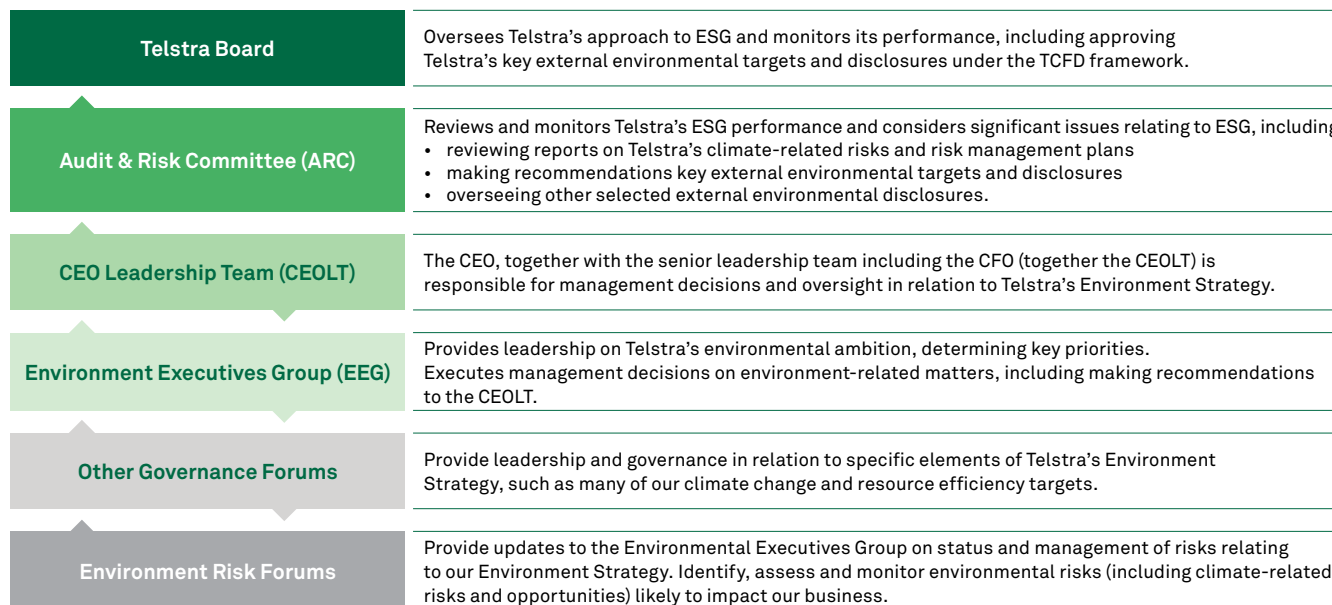 Telstra Board
Oversees Telstra's approach to ESG and monitors its performance, including approving
Telstra's key external environmental targets and disclosures under the TCFD framework.
Audit & Risk Committee (ARC)
Reviews and monitors Telstra's ESG performance and considers significant issues relating to ESG, including
• reviewing reports on Telstra's climate-related risks and risk management plans
• making recommendations key external environmental targets and disclosures
• overseeing other selected external environmental disclosures.
CEO Leadership Team (CEOLT)
The CEO, together with the senior leadership team including the CFO (together the CEOLT) is
responsible for management decisions and oversight in relation to Telstra's Environment Strategy.
Environment Executives Group (EEG)
Provides leadership on Telstra's environmental ambition, determining key priorities.
Executes management decisions on environment-related matters, including making recommendations
to the CEOLT.
Other Governance Forums
Provide leadership and governance in relation to specific elements of Telstra's Environment
Strategy, such as many of our climate change and resource efficiency targets.
Environment Risk Forums
Provide updates to the Environmental Executives Group on status and management of risks relating
to our Environment Strategy. Identify, assess and monitor environmental risks (including climate-related
risks and opportunities) likely to impact our business.